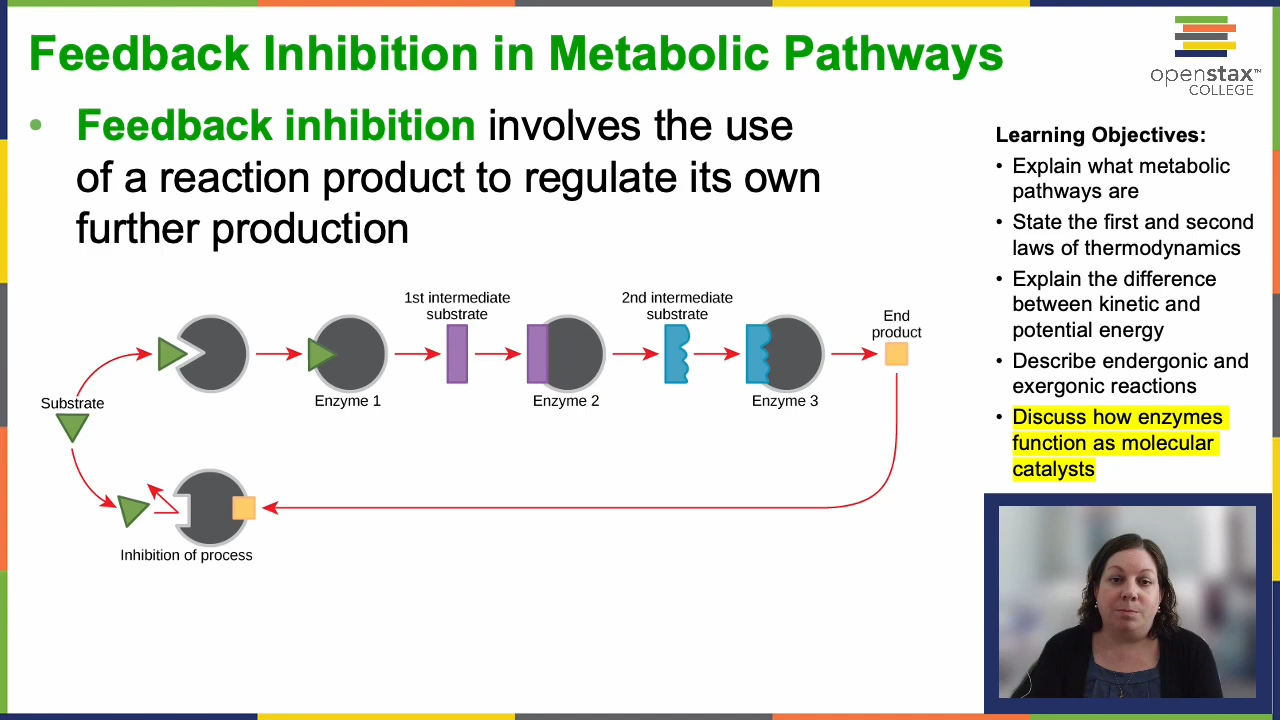 Feedback Inhibition in Metabolic Pathways
openstax™
COLLEGE
• Feedback inhibition involves the use
of a reaction product to regulate its own
further production
Learning Objectives:
• Explain what metabolic
pathways are
• State the first and second
laws of thermodynamics
• Explain the difference
between kinetic and
potential energy
• Describe endergonic and
exergonic reactions
• Discuss how enzymes
function as molecular
catalysts
1st intermediate
substrate
2nd intermediate
substrate
End
product
Substrate
Enzyme 1
Enzyme 2
Enzyme 3
Inhibition of process